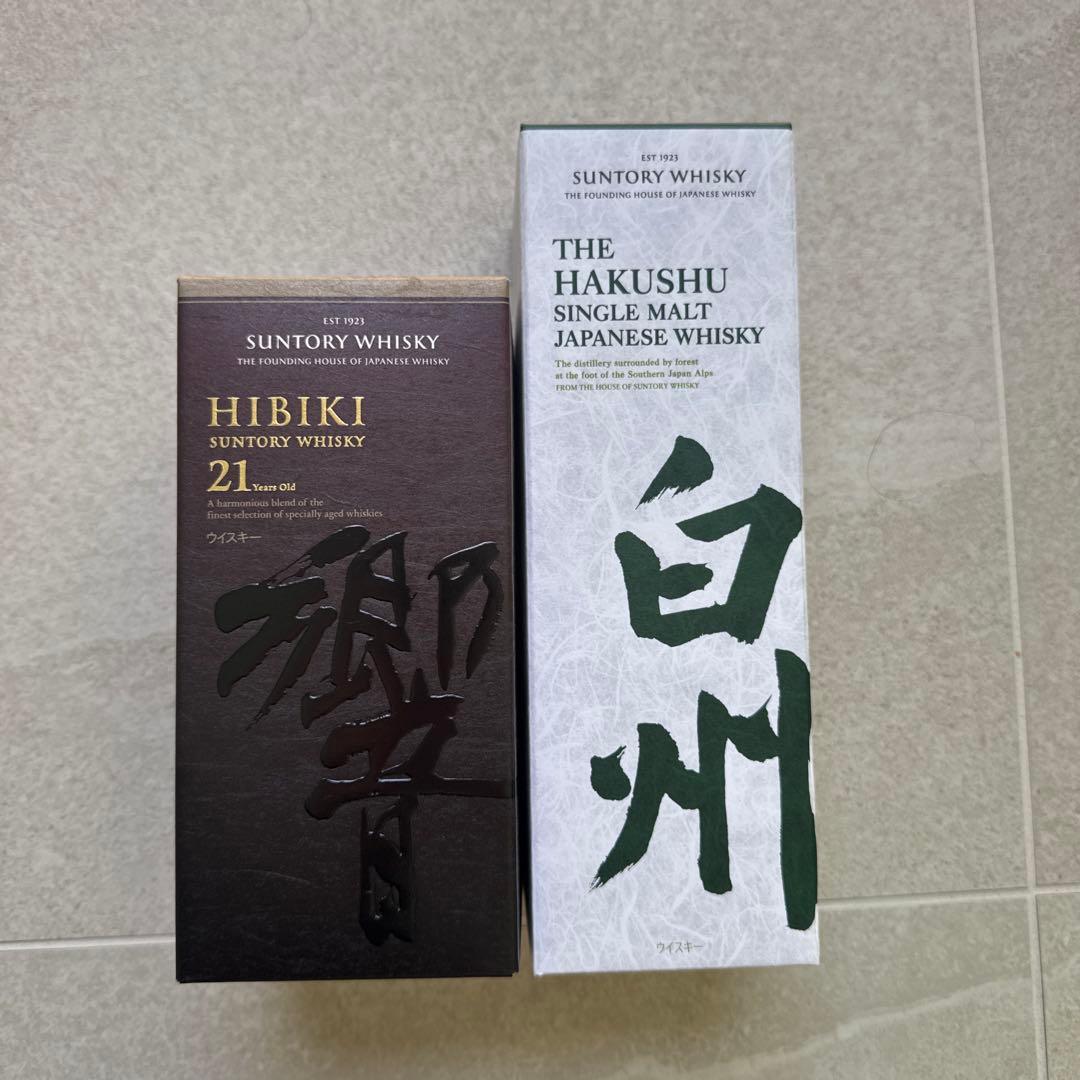 EST 1923
SUNTORY WHISKY
THE FOUNDING HOUSE OF JAPANESE WHISKY
HIBIKI
SUNTORY WHISKY
21 Years Old
A harmonious blend of the
finest selection of specially aged whiskies
ウイスキー
響
EST 1923
SUNTORY WHISKY
THE FOUNDING HOUSE OF JAPANESE WHISKY
THE
HAKUSHU
SINGLE MALT
JAPANESE WHISKY
The distillery surrounded by forest
at the foot of the Southern Japan Alps
FROM THE HOUSE OF SUNTORY WHISKY
白
州
ウイスキー